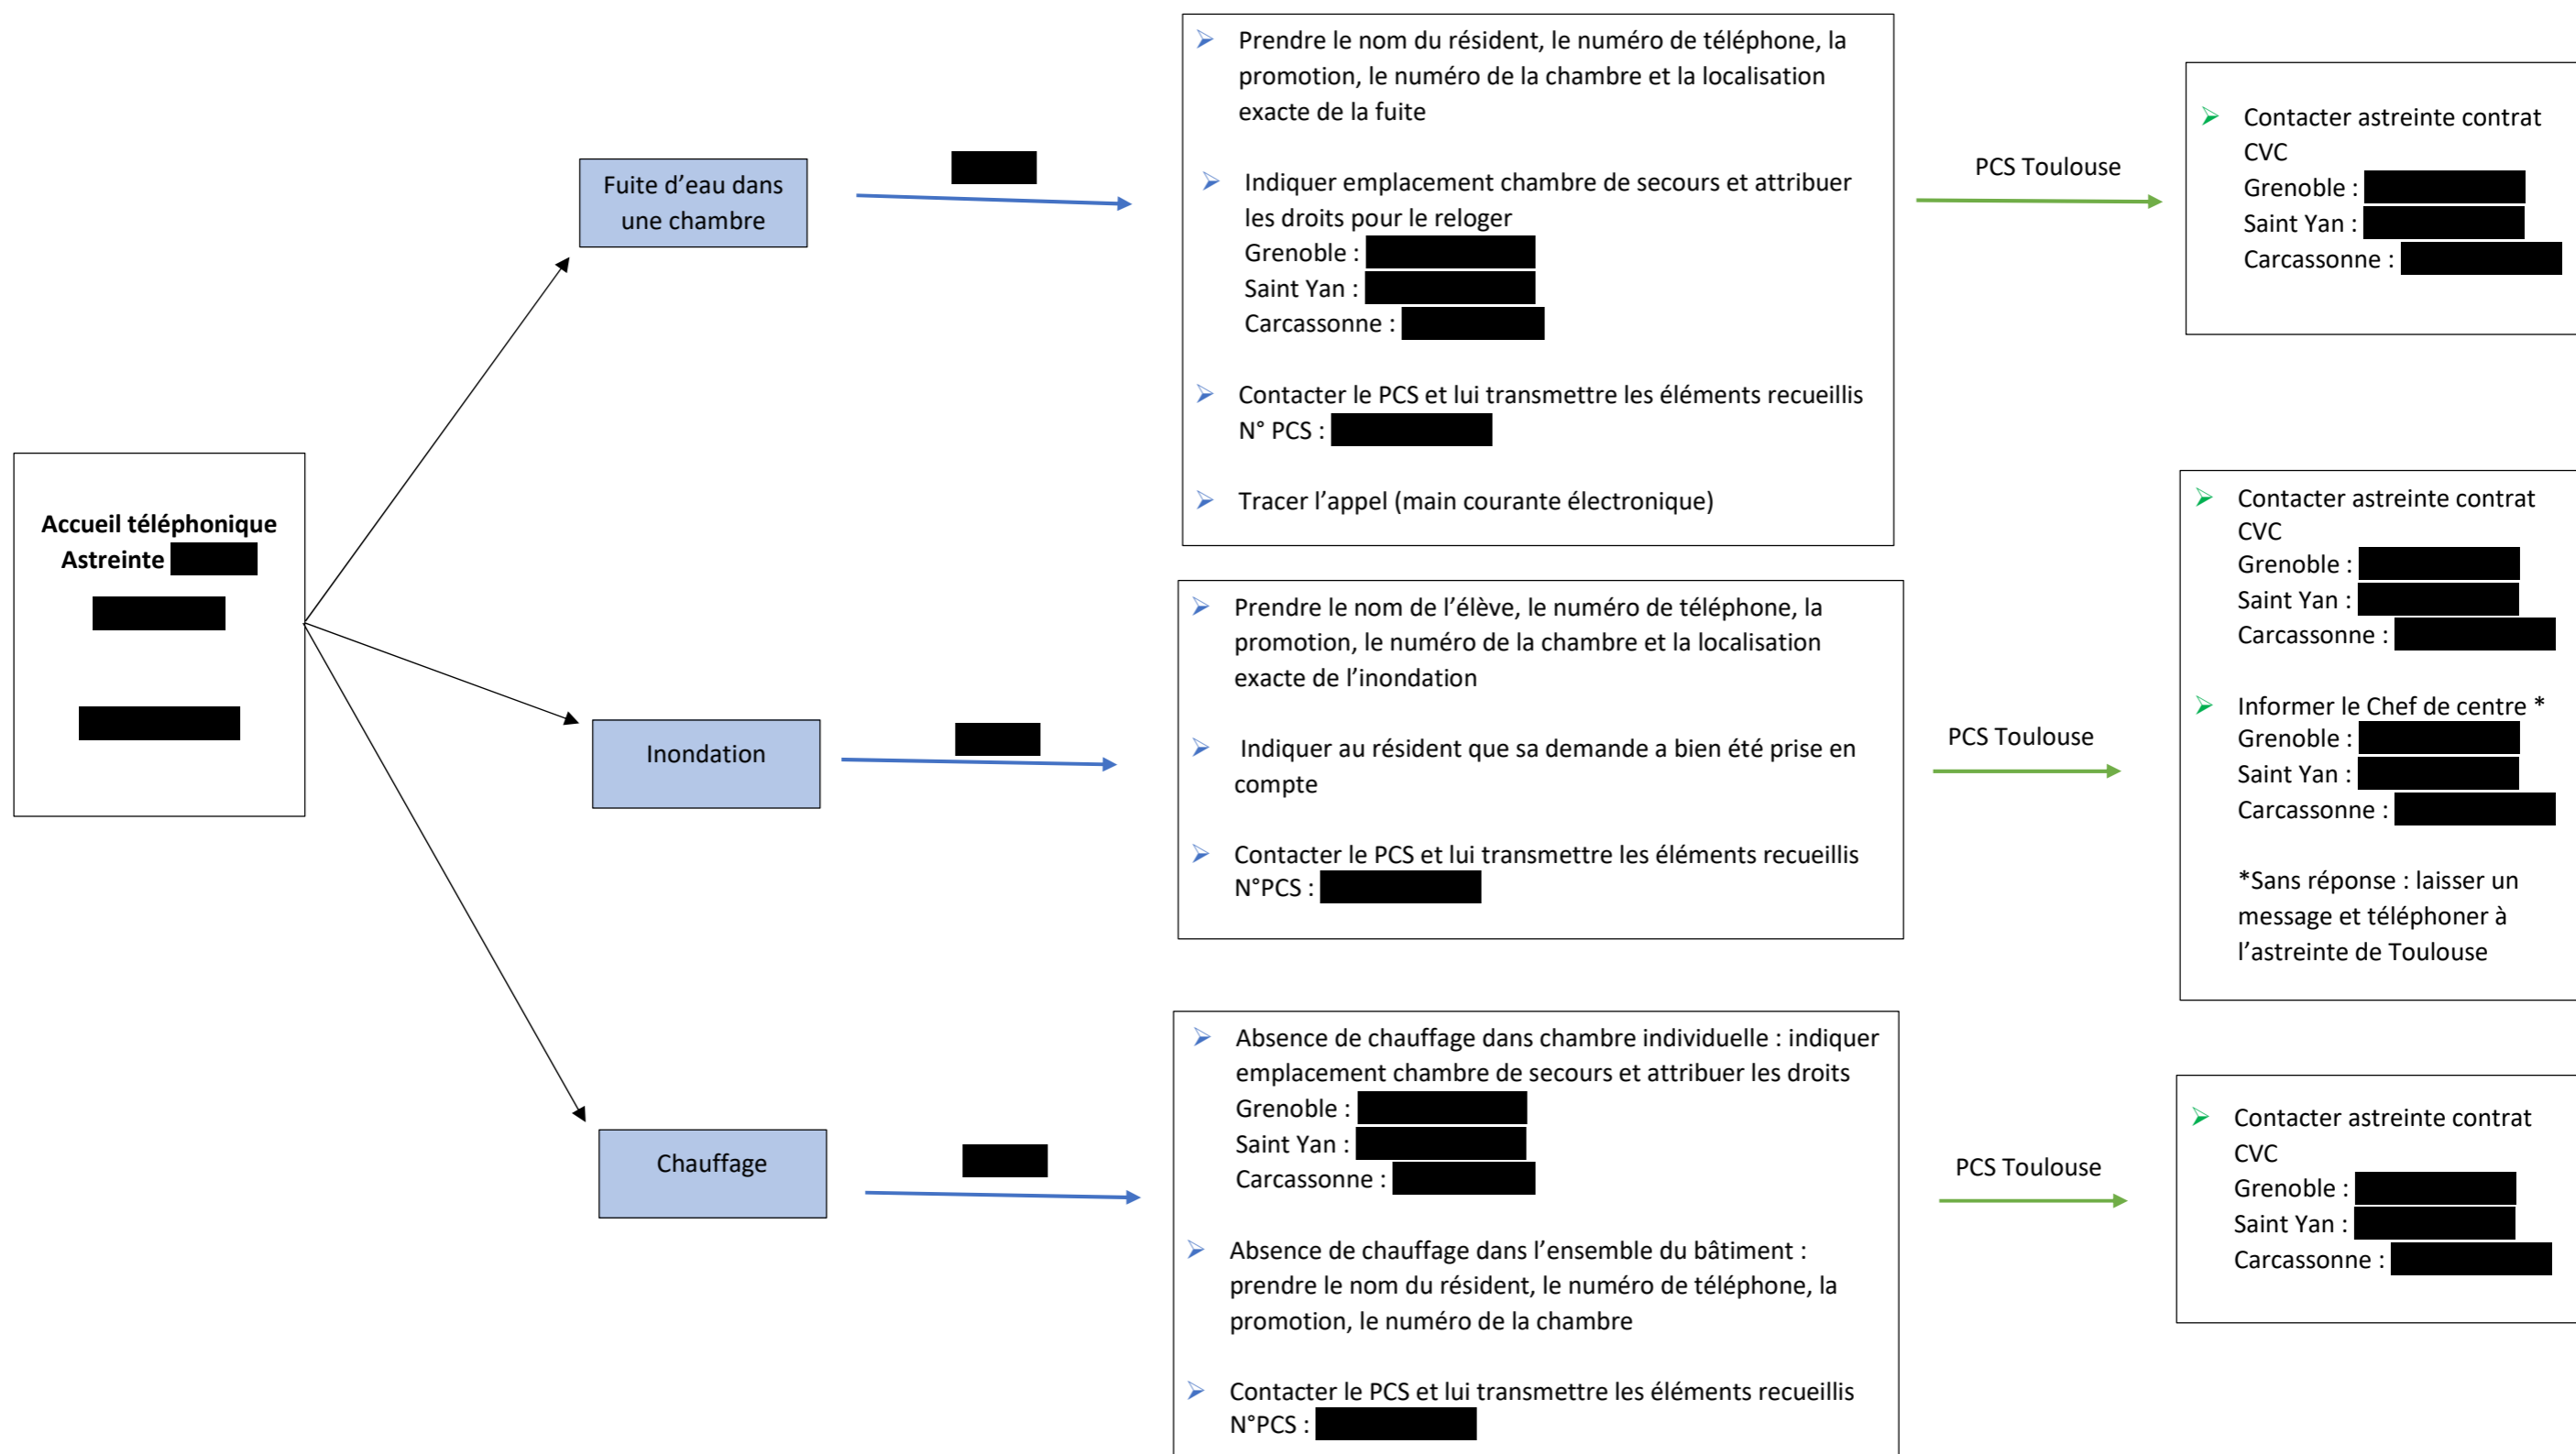 Accueil téléphonique
Astreinte
Fuite d’eau dans
une chambre
➢ Prendre le nom du résident, le numéro de téléphone, la
promotion, le numéro de la chambre et la localisation
exacte de la fuite
➢ Indiquer emplacement chambre de secours et attribuer
les droits pour le reloger
Grenoble :
Saint Yan :
Carcassonne :
➢ Contacter le PCS et lui transmettre les éléments recueillis
N° PCS :
➢ Tracer l’appel (main courante électronique)
PCS Toulouse
➢ Contacter astreinte contrat
CVC
Grenoble :
Saint Yan :
Carcassonne :
Inondation
➢ Prendre le nom de l’élève, le numéro de téléphone, la
promotion, le numéro de la chambre et la localisation
exacte de l’inondation
➢ Indiquer au résident que sa demande a bien été prise en
compte
➢ Contacter le PCS et lui transmettre les éléments recueillis
N°PCS :
PCS Toulouse
➢ Contacter astreinte contrat
CVC
Grenoble :
Saint Yan :
Carcassonne :
➢ Informer le Chef de centre *
Grenoble :
Saint Yan :
Carcassonne :
*Sans réponse : laisser un
message et téléphoner à
l’astreinte de Toulouse
Chauffage
➢ Absence de chauffage dans chambre individuelle : indiquer
emplacement chambre de secours et attribuer les droits
Grenoble :
Saint Yan :
Carcassonne :
➢ Absence de chauffage dans l’ensemble du bâtiment :
prendre le nom du résident, le numéro de téléphone, la
promotion, le numéro de la chambre
➢ Contacter le PCS et lui transmettre les éléments recueillis
N°PCS :
PCS Toulouse
➢ Contacter astreinte contrat
CVC
Grenoble :
Saint Yan :
Carcassonne :